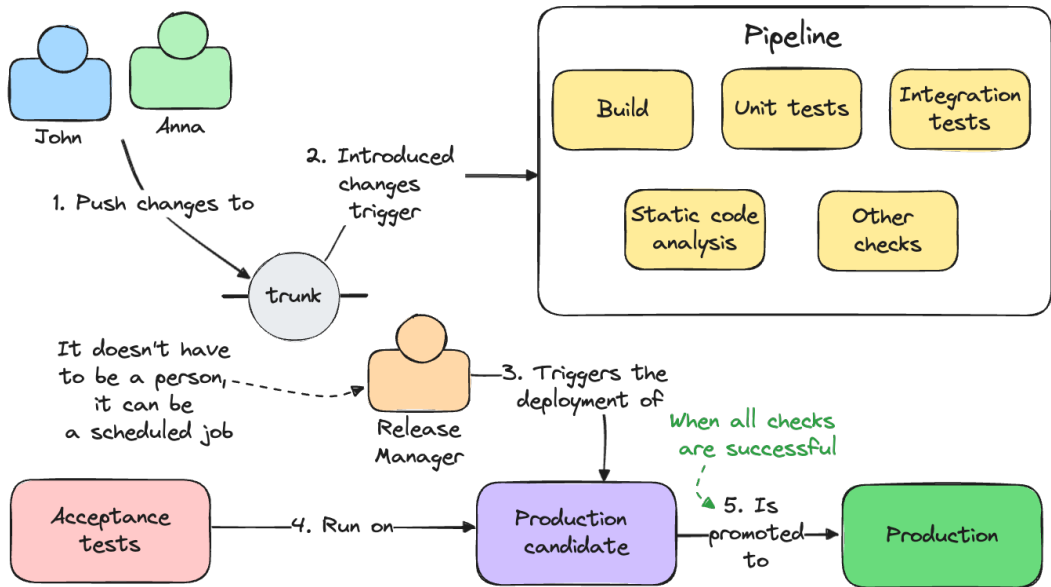 John
Anna
1. Push changes to
trunk
2. Introduced
changes
trigger
Pipeline
Build
Unit tests
Integration
tests
Static code
analysis
Other
checks
It doesn't have
to be a person,
it can be
a scheduled job
Release
Manager
3. Triggers the
deployment of
When all checks
are successful
Acceptance
tests
4. Run on
Production
candidate
5. Is
promoted
to
Production